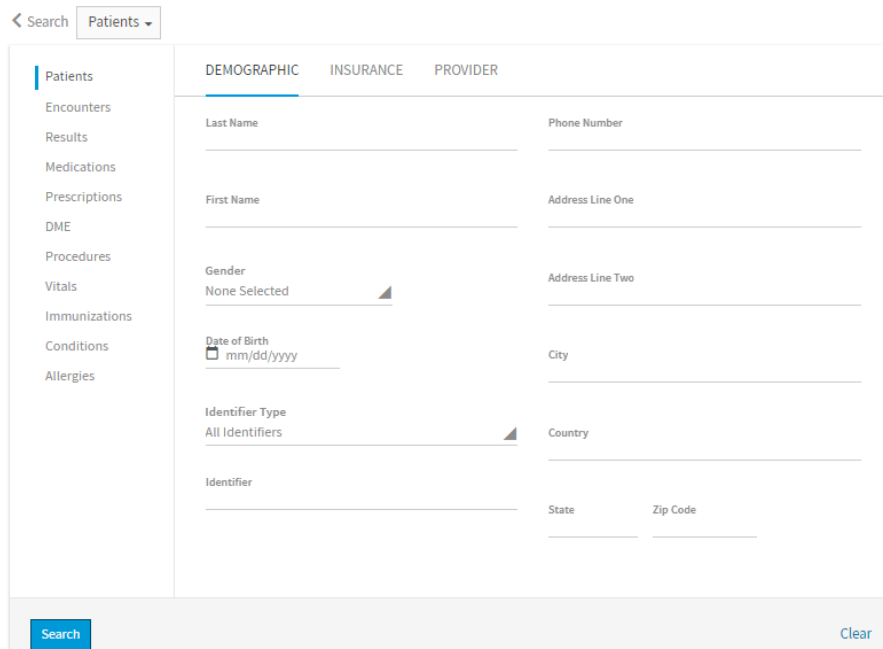 Search Patients
Patients
Encounters
Results
Medications
Prescriptions
DME
Procedures
Vitals
Immunizations
Conditions
Allergies
DEMOGRAPHIC INSURANCE PROVIDER
Last Name
First Name
Gender
None Selected
Date of Birth
mm/dd/yyyy
Identifier Type
All Identifiers
Identifier
Phone Number
Address Line One
Address Line Two
City
Country
State Zip Code
Search Clear